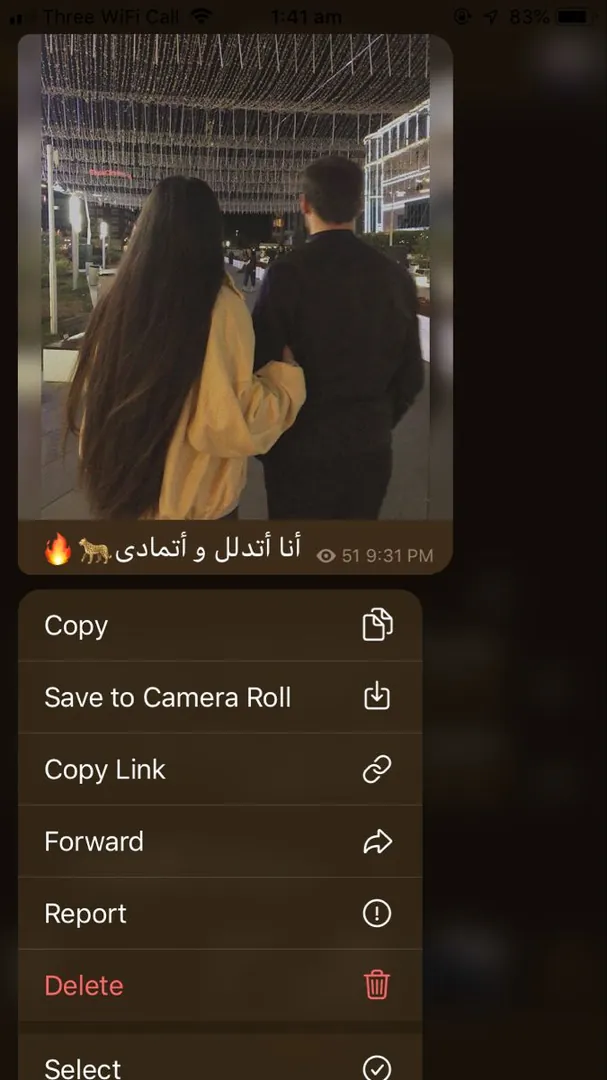 Three WiFi Call 1:41 am 83%
أنا أتدلل و أتمادى🐆🔥
51 9:31 PM
Copy
Save to Camera Roll
Copy Link
Forward
Report
Delete
Select